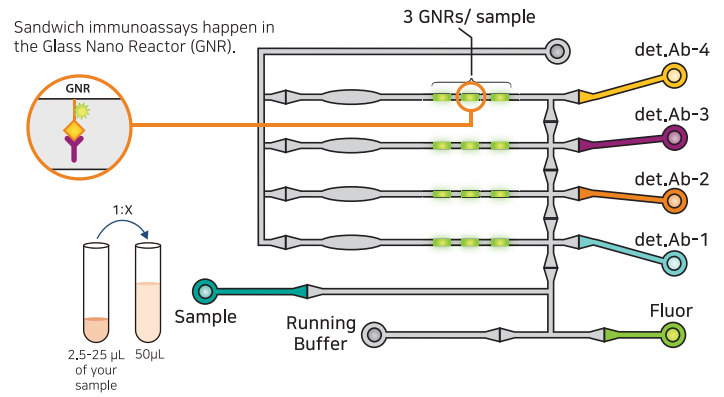 Sandwich immunoassays happen in
the Glass Nano Reactor (GNR).
3 GNRs/ sample
GNR
det.Ab-4
det.Ab-3
det.Ab-2
det.Ab-1
1:X
Sample
Running
Buffer
Fluor
2.5-25 µL
of your
sample
50µL